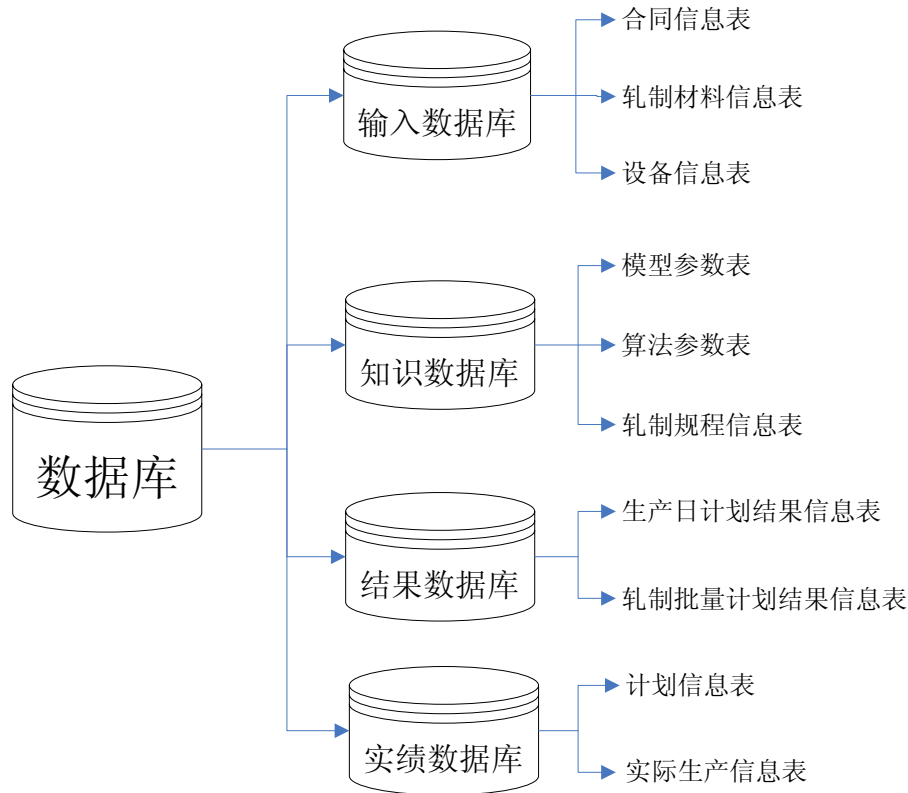 合同信息表
轧制材料信息表
输入数据库
设备信息表
模型参数表
算法参数表
知识数据库
轧制规程信息表
数据库
生产日计划结果信息表
结果数据库
轧制批量计划结果信息表
计划信息表
实绩数据库
实际生产信息表